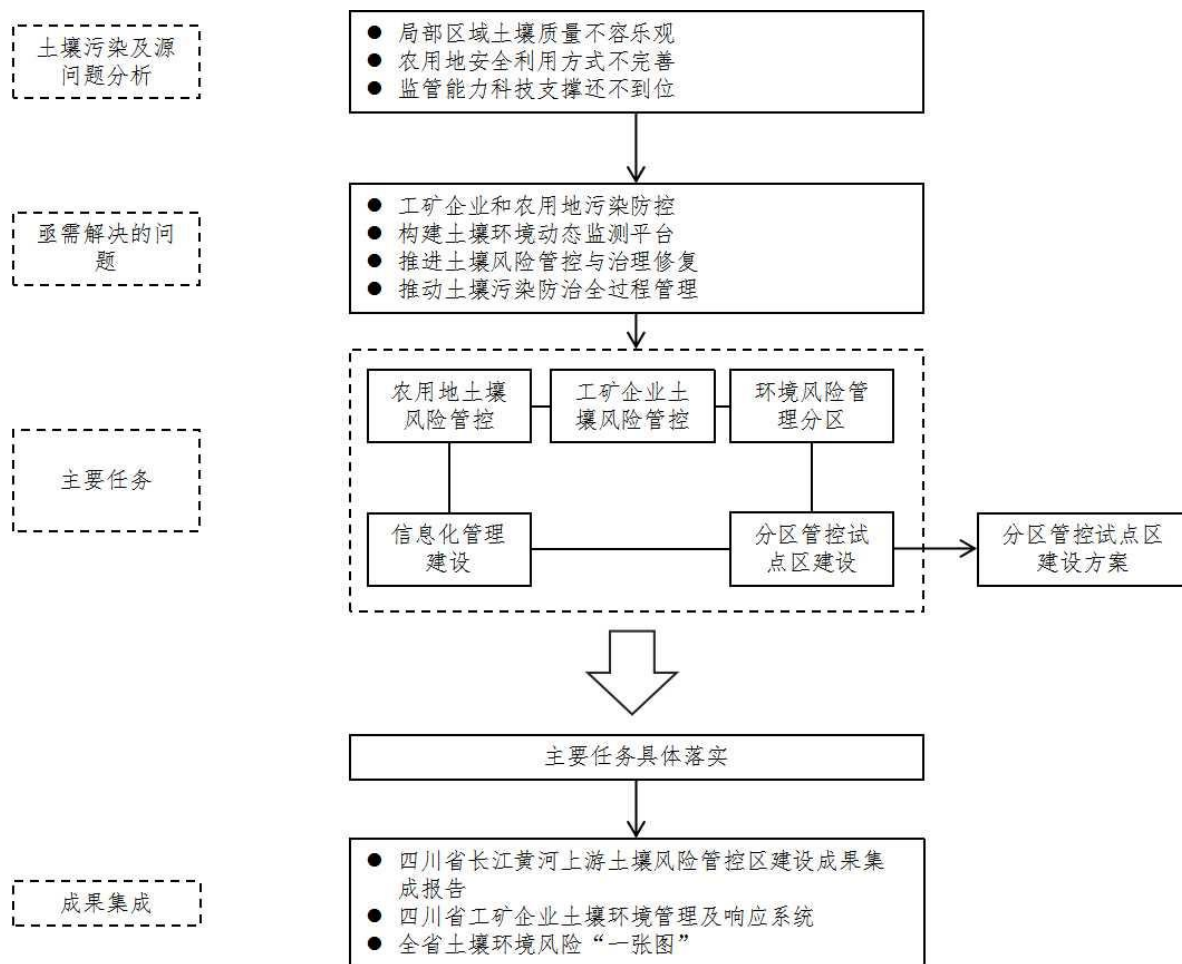 土壤污染及源
问题分析
● 局部区域土壤质量不容乐观
● 农用地安全利用方式不完善
● 监管能力科技支撑还不到位
亟需解决的问
题
● 工矿企业和农用地污染防控
● 构建土壤环境动态监测平台
● 推进土壤风险管控与治理修复
● 推动土壤污染防治全过程管理
主要任务
农用地土壤
风险管控
工矿企业土
壤风险管控
环境风险管
理分区
信息化管理
建设
分区管控试
点区建设
分区管控试点区
建设方案
主要任务具体落实
成果集成
● 四川省长江黄河上游土壤风险管控区建设成果集
成报告
● 四川省工矿企业土壤环境管理及响应系统
● 全省土壤环境风险“一张图”